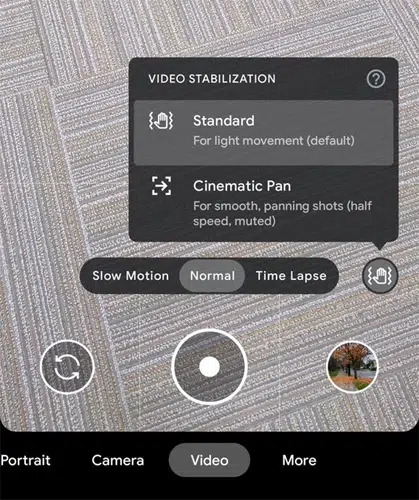 VIDEO STABILIZATION
Standard
For light movement (default)
Cinematic Pan
For smooth, panning shots (half
speed, muted)
Slow Motion Normal Time Lapse
Portrait Camera Video More